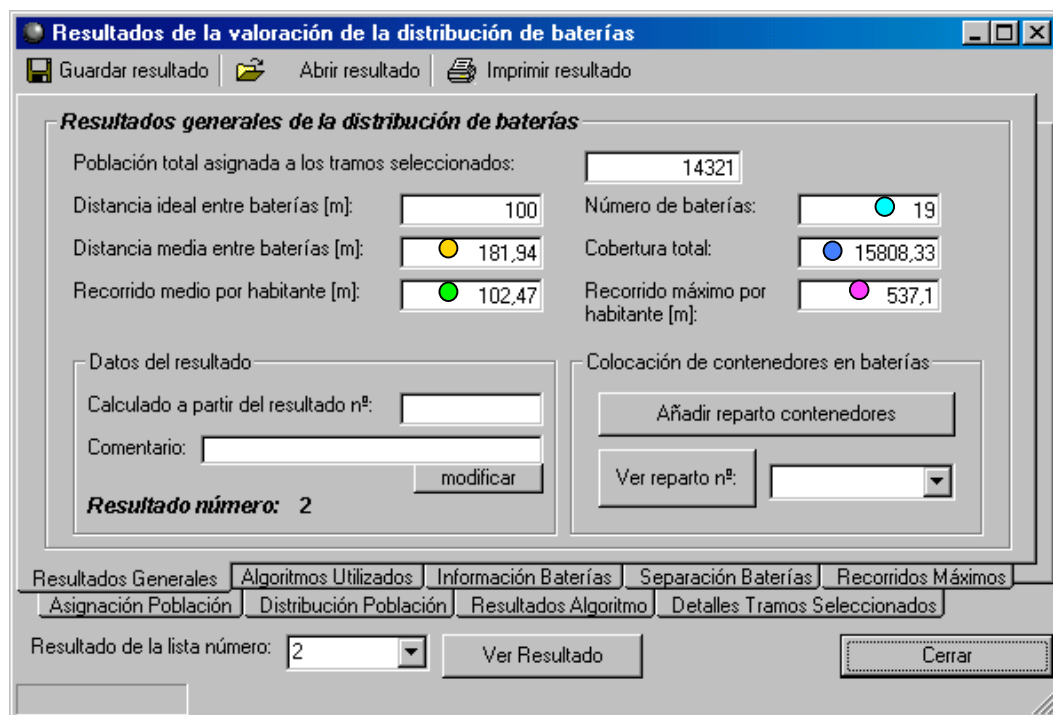 Resultados de la valoración de la distribución de baterías
Guardar resultado Abrir resultado Imprimir resultado
Resultados generales de la distribución de baterías
Población total asignada a los tramos seleccionados: 14321
Distancia ideal entre baterías [m]: 100 Número de baterías: 19
Distancia media entre baterías [m]: 181,94 Cobertura total: 15808,33
Recorrido medio por habitante [m]: 102,47 Recorrido máximo por habitante [m]: 537,1
Datos del resultado
Calculado a partir del resultado nº:
Comentario:
modificar
Resultado número: 2
Colocación de contenedores en baterías
Añadir reparto contenedores
Ver reparto nº:
Resultados Generales Algoritmos Utilizados Información Baterías Separación Baterías Recorridos Máximos
Asignación Población Distribución Población Resultados Algoritmo Detalles Tramos Seleccionados
Resultado de la lista número: 2 Ver Resultado Cerrar